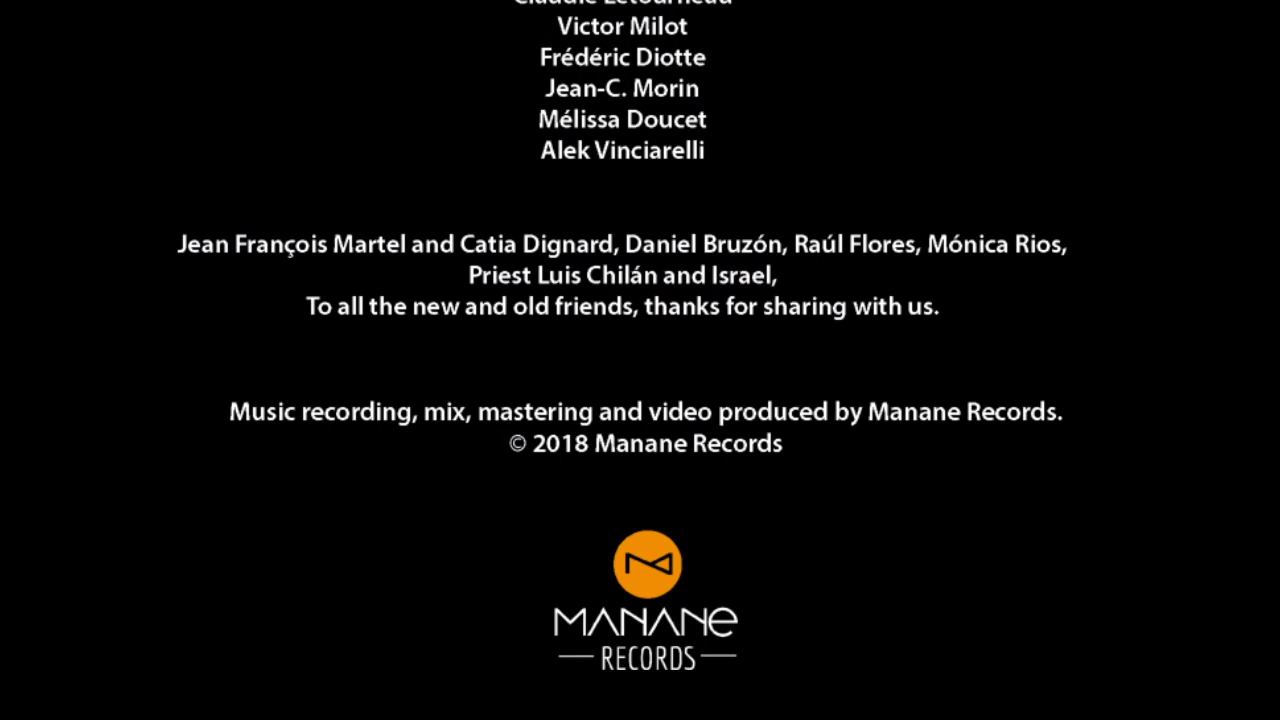 Victor Milot
Frédéric Diotte
Jean-C. Morin
Mélissa Doucet
Alek Vinciarelli
Jean François Martel and Catia Dignard, Daniel Bruzón, Raúl Flores, Mónica Rios,
Priest Luis Chilán and Israel,
To all the new and old friends, thanks for sharing with us.
Music recording, mix, mastering and video produced by Manane Records.
© 2018 Manane Records
MANANe
RECORDS